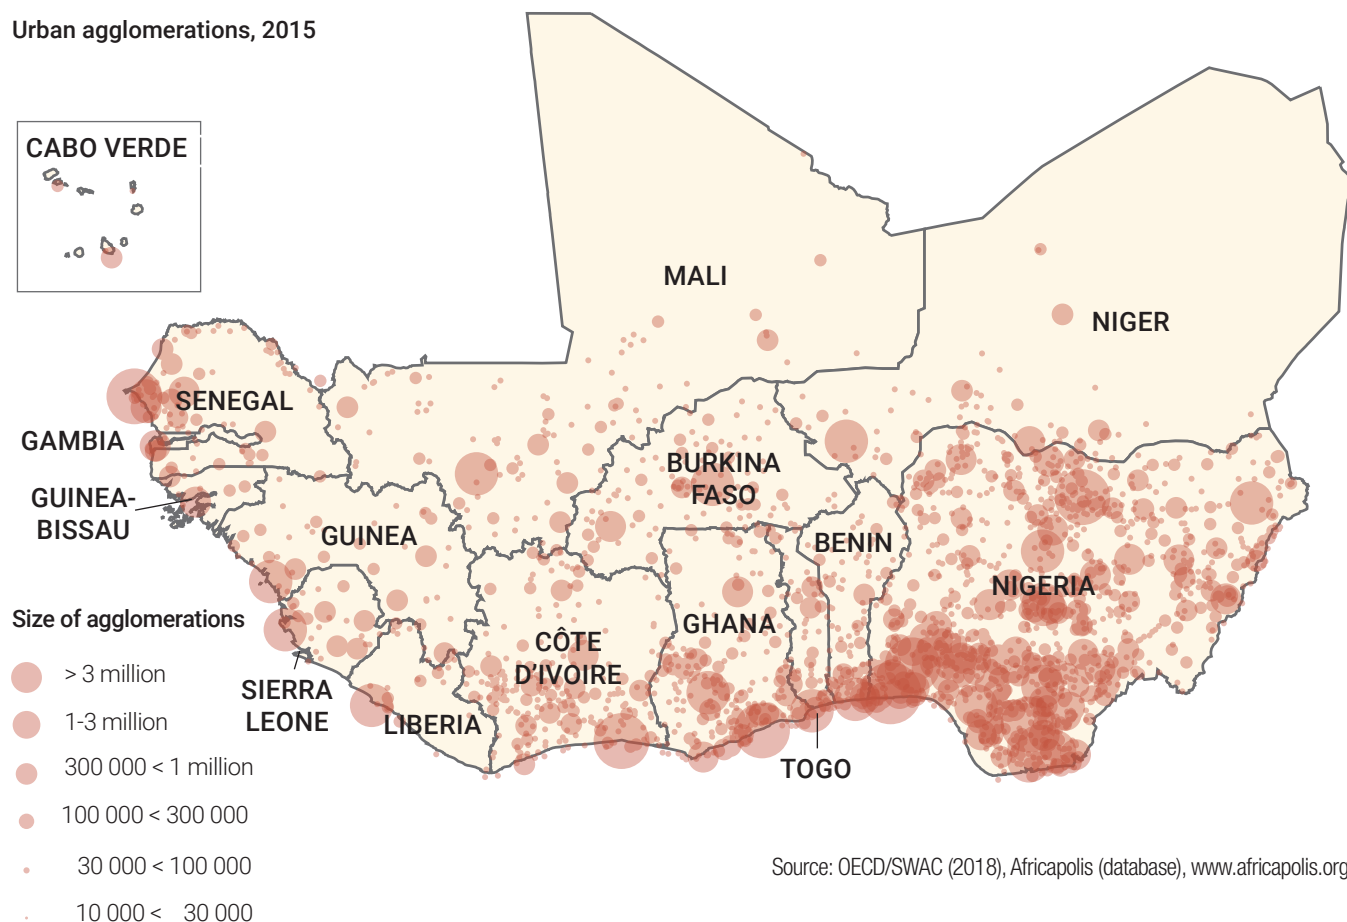 Urban agglomerations, 2015
CABO VERDE
MALI
NIGER
SENEGAL
GAMBIA
BURKINA
FASO
GUINEA-
BISSAU
GUINEA
BENIN
NIGERIA
Size of agglomerations
GHANA
CÔTE
D'IVOIRE
> 3 million
SIERRA
LEONE
LIBERIA
1-3 million
TOGO
300 000 < 1 million
100 000 < 300 000
30 000 < 100 000
10 000 < 30 000
Source: OECD/SWAC (2018), Africapolis (database), www.africapolis.org